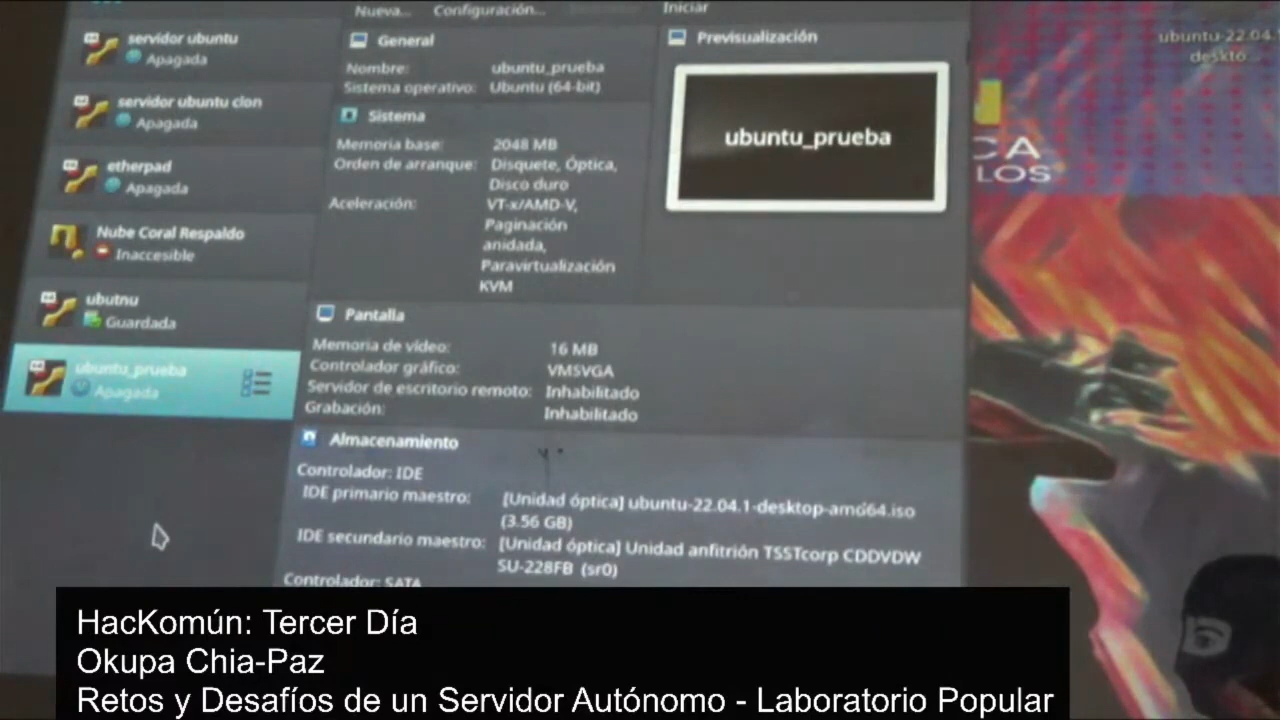 Nueva... Configuración... Iniciar
servidor ubuntu
Apagada
servidor ubuntu clon
Apagada
etherpad
Apagada
Nube Coral Respaldo
Inaccesible
ubutnu
Guardada
ubuntu_prueba
Apagada
General
Nombre: ubuntu_prueba
Sistema operativo: Ubuntu (64-bit)
Sistema
Memoria base: 2048 MB
Orden de arranque: Disquete, Óptica,
Disco duro
Aceleración: VT-x/AMD-V,
Paginación
anidada,
Paravirtualización
KVM
Previsualización
ubuntu_prueba
Pantalla
Memoria de vídeo: 16 MB
Controlador gráfico: VMSVGA
Servidor de escritorio remoto: Inhabilitado
Grabación: Inhabilitado
Almacenamiento
Controlador: IDE
IDE primario maestro: [Unidad óptica] ubuntu-22.04.1-desktop-amd64.iso
(3.56 GB)
IDE secundario maestro: [Unidad óptica] Unidad anfitrión TSSTcorp CDDVDW
SU-228FB (sr0)
Controlador: SATA
ubuntu-22.04.
deskto...
CA
LOS
HacKomún: Tercer Día
Okupa Chia-Paz
Retos y Desafíos de un Servidor Autónomo - Laboratorio Popular